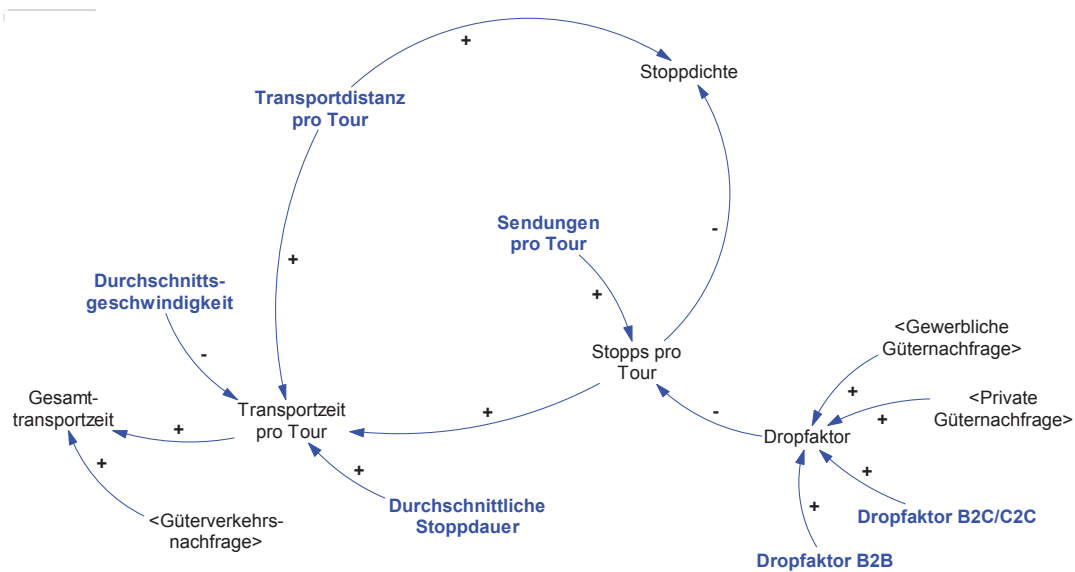 +
Stoppdichte
Transportdistanz
pro Tour
Sendungen
pro Tour
-
+
Durchschnitts-
geschwindigkeit
+
<Gewerbliche
Güternachfrage>
-
Stopps pro
Tour
Gesamt-
transportzeit
+
<Private
Güternachfrage>
Transportzeit
pro Tour
+
-
+
+
Dropfaktor
+
+
+
Durchschnittliche
Stoppdauer
+
Dropfaktor B2C/C2C
<Güterverkehrs-
nachfrage>
Dropfaktor B2B